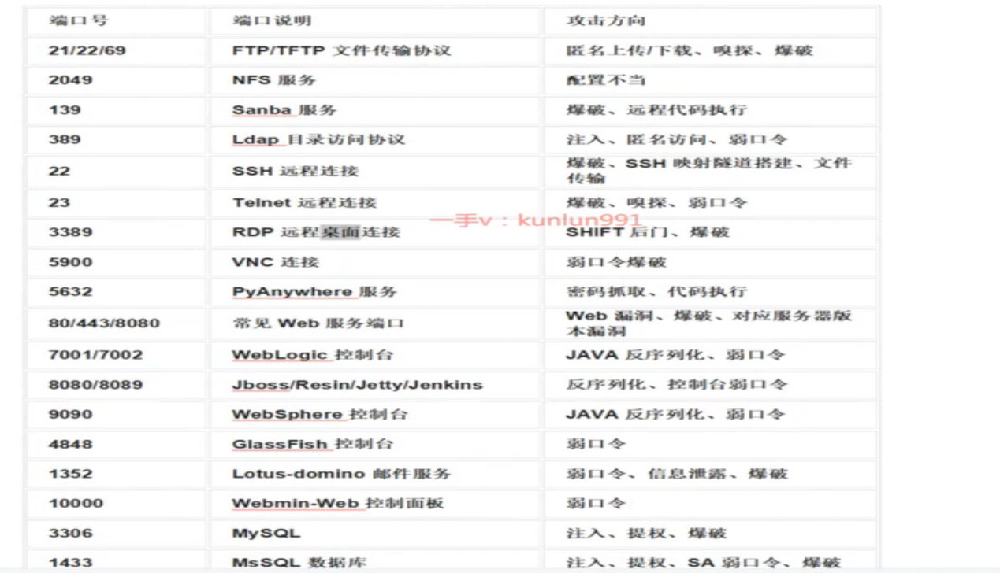 端口号 端口说明 攻击方向
21/22/69 FTP/TFTP 文件传输协议 匿名上传/下载、嗅探、爆破
2049 NFS 服务 配置不当
139 Sanba 服务 爆破、远程代码执行
389 Ldap 目录访问协议 注入、匿名访问、弱口令
22 SSH 远程连接 爆破、SSH 映射隧道搭建、文件
传输
23 Telnet 远程连接 爆破、嗅探、弱口令
一手v：kunlun991
3389 RDP 远程桌面连接 SHIFT 后门、爆破
5900 VNC 连接 弱口令爆破
5632 PyAnywhere 服务 密码抓取、代码执行
80/443/8080 常见 Web 服务端口 Web 漏洞、爆破、对应服务器版
本漏洞
7001/7002 WebLogic 控制台 JAVA 反序列化、弱口令
8080/8089 Jboss/Resin/Jetty/Jenkins 反序列化、控制台弱口令
9090 WebSphere 控制台 JAVA 反序列化、弱口令
4848 GlassFish 控制台 弱口令
1352 Lotus-domino 邮件服务 弱口令、信息泄露、爆破
10000 Webmin-Web 控制面板 弱口令
3306 MySQL 注入、提权、爆破
1433 MsSQL 数据库 注入、提权、SA 弱口令、爆破